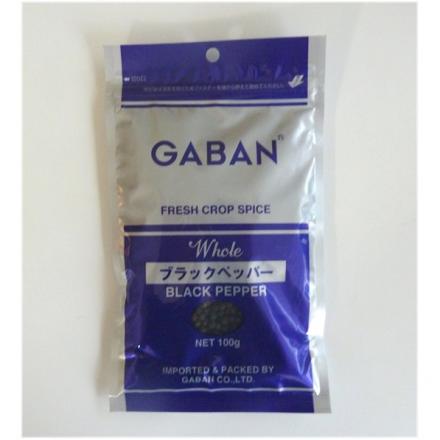 GABAN®
FRESH CROP SPICE
Whole
ブラックペッパー
BLACK PEPPER
NET 100g
IMPORTED & PACKED BY
GABAN CO.,LTD.